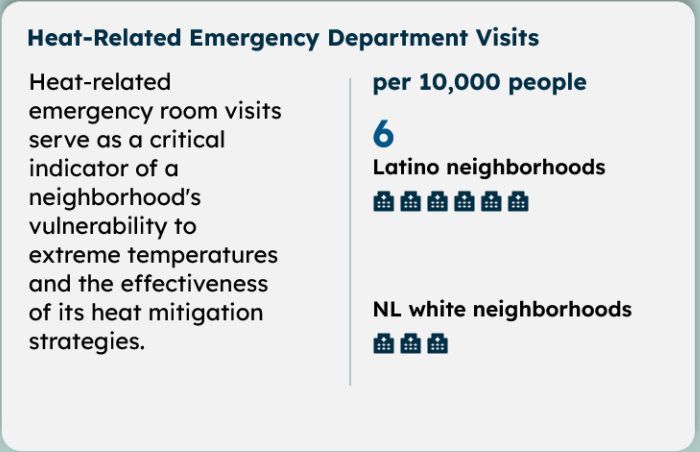 Heat-Related Emergency Department Visits
Heat-related
emergency room visits
serve as a critical
indicator of a
neighborhood's
vulnerability to
extreme temperatures
and the effectiveness
of its heat mitigation
strategies.
per 10,000 people
6
Latino neighborhoods
NL white neighborhoods